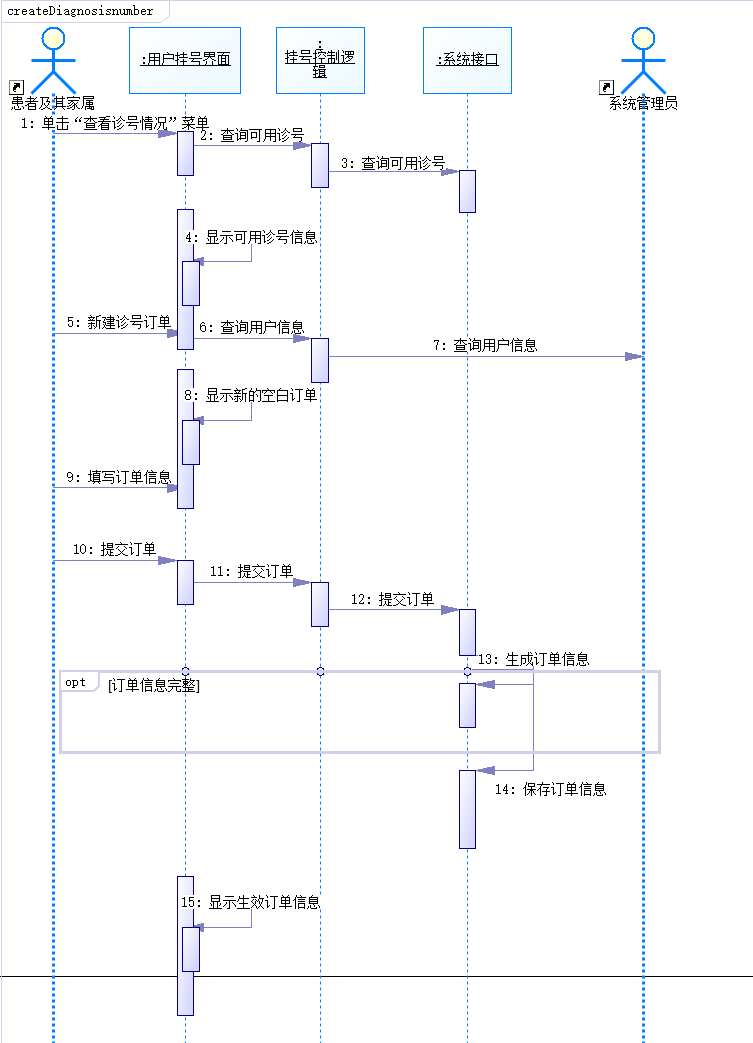 createDiagnosisnumber
:用户挂号界面
:
挂号控制逻
辑
:系统接口
患者及其家属
系统管理员
1: 单击“查看诊号情况”菜单
2: 查询可用诊号
3: 查询可用诊号
4: 显示可用诊号信息
5: 新建诊号订单
6: 查询用户信息
7: 查询用户信息
8: 显示新的空白订单
9: 填写订单信息
10: 提交订单
11: 提交订单
12: 提交订单
13: 生成订单信息
opt
[订单信息完整]
14: 保存订单信息
15: 显示生效订单信息